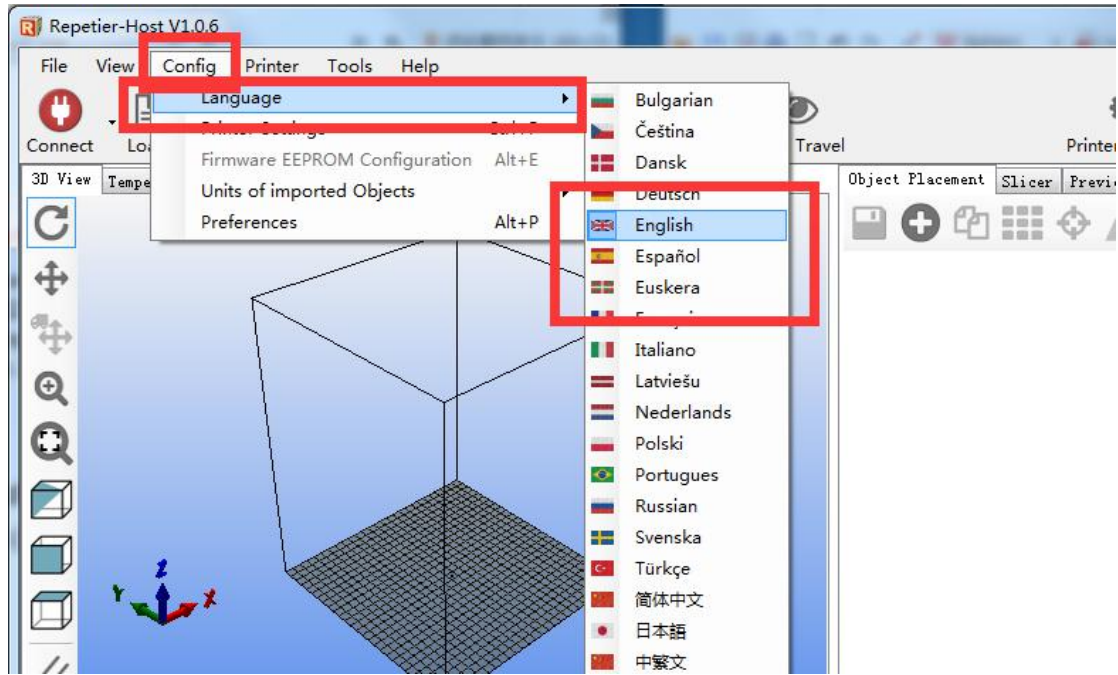 Repetier-Host V1.0.6
File View Config Printer Tools Help
Language
Bulgarian
Čeština
Connect
Travel
Printer
Firmware EEPROM Configuration Alt+E
Dansk
3D View
Object Placement Slicer
Units of imported Objects
Deutsch
Preferences Alt+P
English
Español
Euskera
Italiano
Latviešu
Nederlands
Polski
Portugues
Russian
Svenska
Türkçe
简体中文
日本語
中繁文
Z
Y X